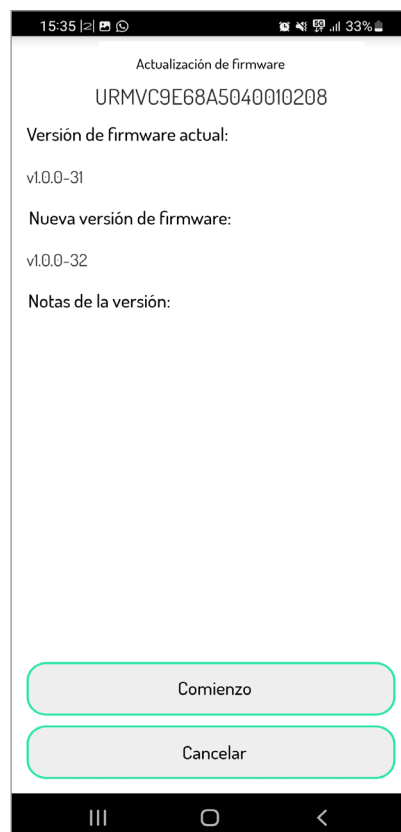 15:35
5G
33%
Actualización de firmware
URMVC9E68A5040010208
Versión de firmware actual:
v1.0.0-31
Nueva versión de firmware:
v1.0.0-32
Notas de la versión:
Comienzo
Cancelar